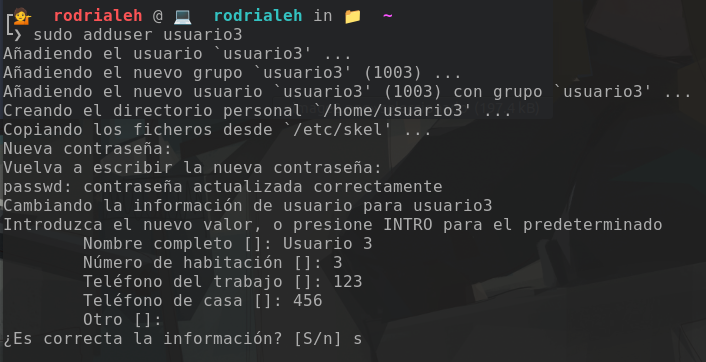 rodrialeh @ rodrialeh in ~
❯ sudo adduser usuario3
Añadiendo el usuario `usuario3' ...
Añadiendo el nuevo grupo `usuario3' (1003) ...
Añadiendo el nuevo usuario `usuario3' (1003) con grupo `usuario3' ...
Creando el directorio personal `/home/usuario3' ...
Copiando los ficheros desde `/etc/skel' ...
Nueva contraseña:
Vuelva a escribir la nueva contraseña:
passwd: contraseña actualizada correctamente
Cambiando la información de usuario para usuario3
Introduzca el nuevo valor, o presione INTRO para el predeterminado
Nombre completo []: Usuario 3
Número de habitación []: 3
Teléfono del trabajo []: 123
Teléfono de casa []: 456
Otro []:
¿Es correcta la información? [S/n] s